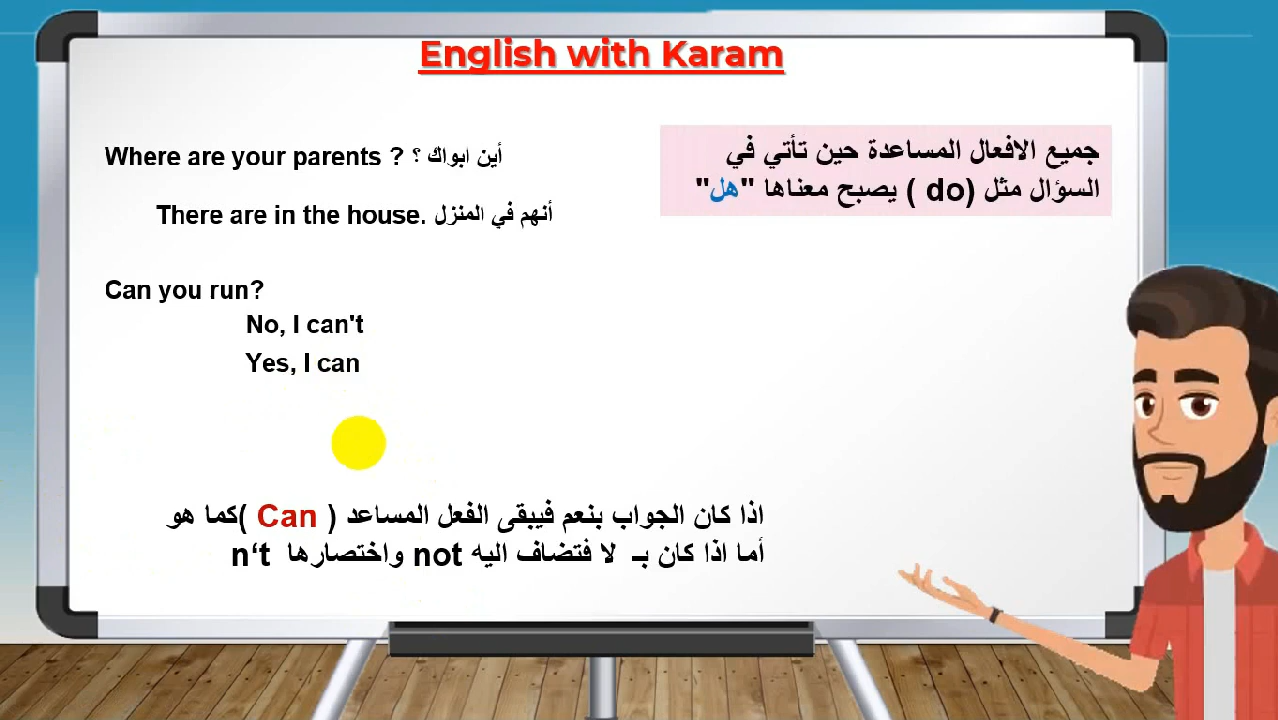 English with Karam
Where are your parents ? أين ابواك ؟
There are in the house. أنهم في المنزل
جميع الافعال المساعدة حين تأتي في
السؤال مثل (do ) يصبح معناها "هل"
Can you run?
No, I can't
Yes, I can
اذا كان الجواب بنعم فيبقى الفعل المساعد ( Can )كما هو
أما اذا كان بـ لا فتضاف اليه not واختصارها n‘t